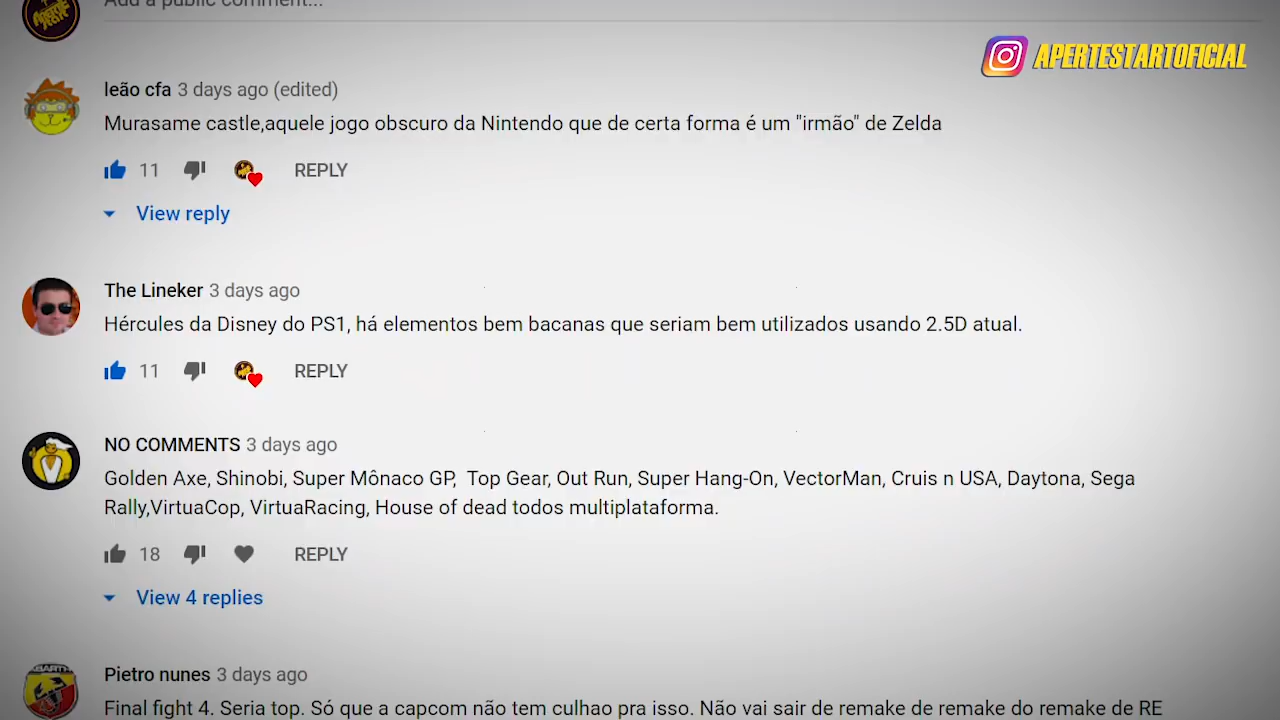 Add a public comment...
APERTESTARTOFICIAL
leão cfa 3 days ago (edited)
Murasame castle,aquele jogo obscuro da Nintendo que de certa forma é um "irmão" de Zelda
11 REPLY
View reply
The Lineker 3 days ago
Hércules da Disney do PS1, há elementos bem bacanas que seriam bem utilizados usando 2.5D atual.
11 REPLY
NO COMMENTS 3 days ago
Golden Axe, Shinobi, Super Mônaco GP,  Top Gear, Out Run, Super Hang-On, VectorMan, Cruis n USA, Daytona, Sega
Rally,VirtuaCop, VirtuaRacing, House of dead todos multiplataforma.
18 REPLY
View 4 replies
ABARTH
Pietro nunes 3 days ago
Final fight 4. Seria top. Só que a capcom não tem culhao pra isso. Não vai sair de remake de remake do remake de RE